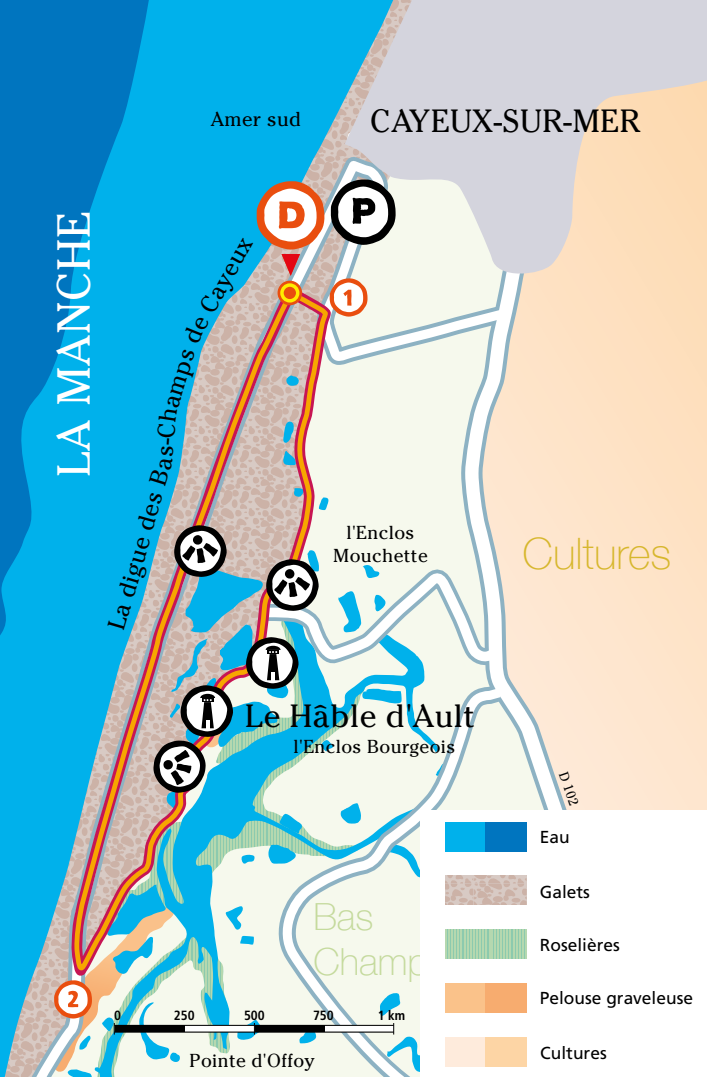 Amer sud
CAYEUX-SUR-MER
D
P
LA MANCHE
La digue des Bas-Champs de Cayeux
1
l'Enclos
Mouchette
Cultures
Le Hâble d'Ault
l'Enclos Bourgeois
D 102
Bas
Champ
2
0 250 500 750 1 km
Pointe d'Offoy
Eau
Galets
Roselières
Pelouse graveleuse
Cultures